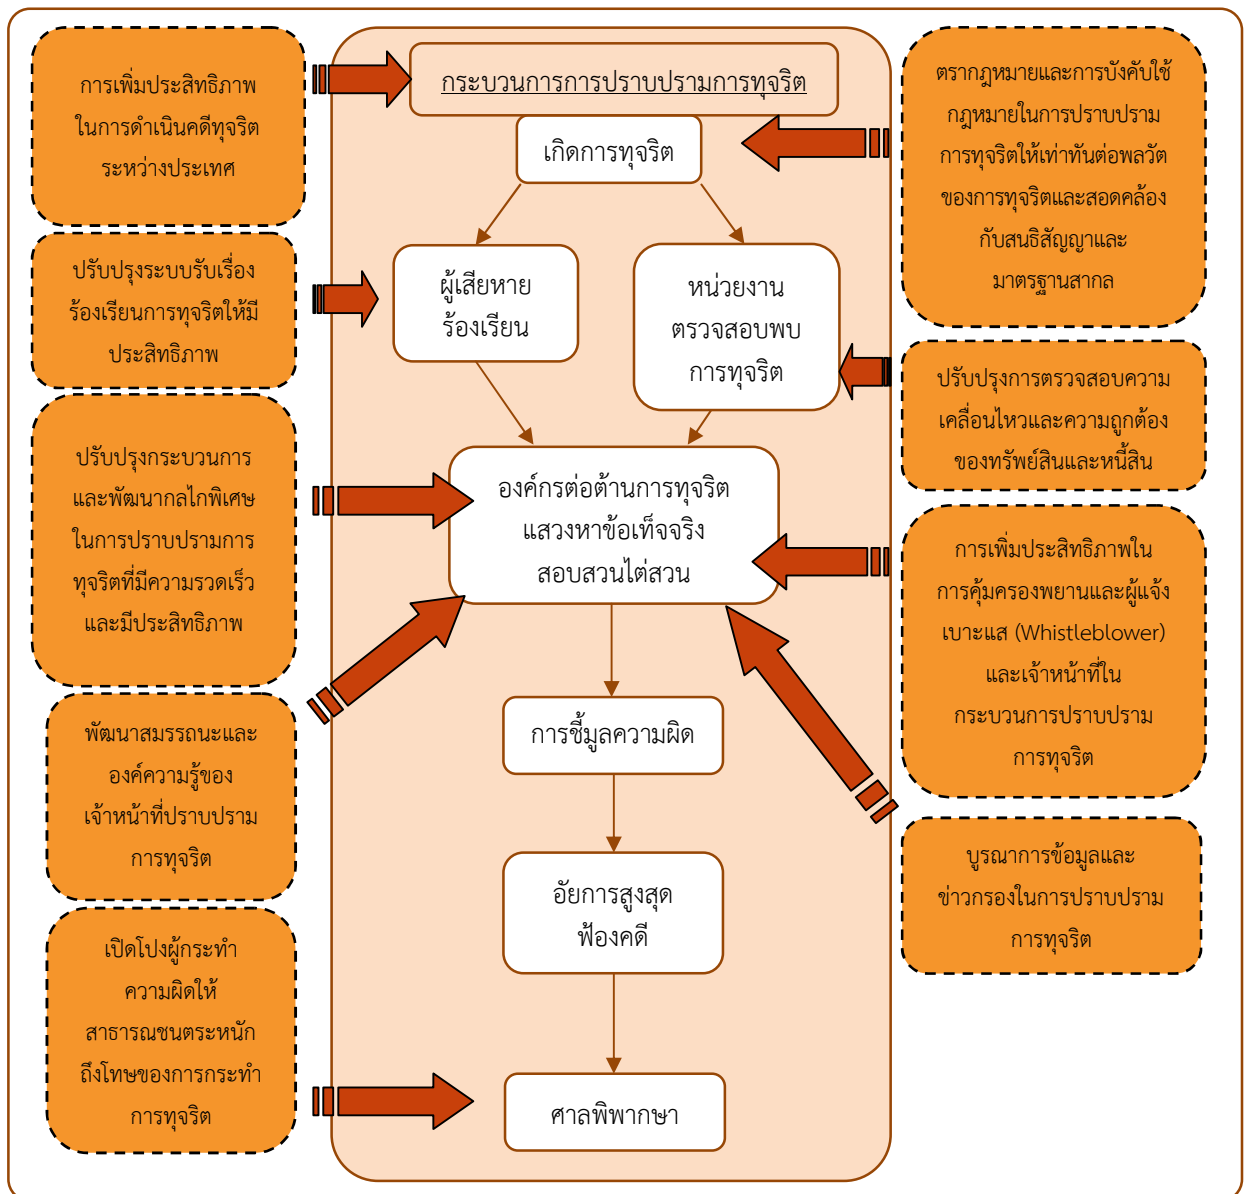 กระบวนการการปราบปรามการทุจริต
เกิดการทุจริต
ผู้เสียหาย
ร้องเรียน
หน่วยงาน
ตรวจสอบพบ
การทุจริต
องค์กรต่อต้านการทุจริต
แสวงหาข้อเท็จจริง
สอบสวนไต่สวน
การชี้มูลความผิด
อัยการสูงสุด
ฟ้องคดี
ศาลพิพากษา
การเพิ่มประสิทธิภาพ
ในการดำเนินคดีทุจริต
ระหว่างประเทศ
ปรับปรุงระบบรับเรื่อง
ร้องเรียนการทุจริตให้มี
ประสิทธิภาพ
ปรับปรุงกระบวนการ
และพัฒนากลไกพิเศษ
ในการปราบปรามการ
ทุจริตที่มีความรวดเร็ว
และมีประสิทธิภาพ
พัฒนาสมรรถนะและ
องค์ความรู้ของ
เจ้าหน้าที่ปราบปราม
การทุจริต
เปิดโปงผู้กระทำ
ความผิดให้
สาธารณชนตระหนัก
ถึงโทษของการกระทำ
การทุจริต
ตรากฎหมายและการบังคับใช้
กฎหมายในการปราบปราม
การทุจริตให้เท่าทันต่อพลวัต
ของการทุจริตและสอดคล้อง
กับสนธิสัญญาและ
มาตรฐานสากล
ปรับปรุงการตรวจสอบความ
เคลื่อนไหวและความถูกต้อง
ของทรัพย์สินและหนี้สิน
การเพิ่มประสิทธิภาพใน
การคุ้มครองพยานและผู้แจ้ง
เบาะแส (Whistleblower)
และเจ้าหน้าที่ใน
กระบวนการปราบปราม
การทุจริต
บูรณาการข้อมูลและ
ข่าวกรองในการปราบปราม
การทุจริต